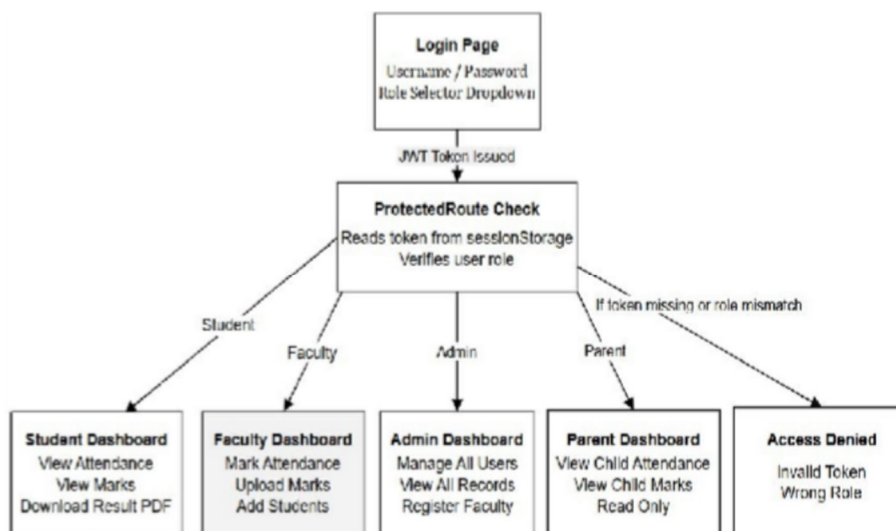 Login Page
Username / Password
Role Selector Dropdown
JWT Token Issued
ProtectedRoute Check
Reads token from sessionStorage
Verifies user role
Student
Faculty
Admin
Parent
If token missing or role mismatch
Student Dashboard
View Attendance
View Marks
Download Result PDF
Faculty Dashboard
Mark Attendance
Upload Marks
Add Students
Admin Dashboard
Manage All Users
View All Records
Register Faculty
Parent Dashboard
View Child Attendance
View Child Marks
Read Only
Access Denied
Invalid Token
Wrong Role